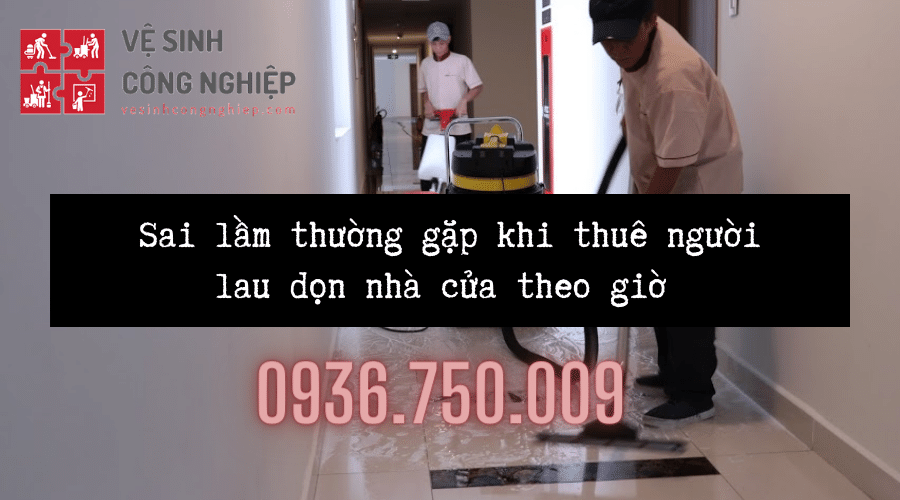 VỆ SINH
CÔNG NGHIỆP
vesinhcongnghiep.com
Sai lầm thường gặp khi thuê người
lau dọn nhà cửa theo giờ
0936.750.009